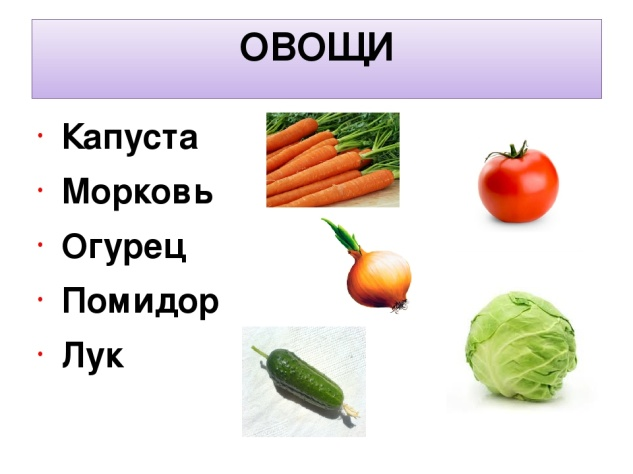 ОВОЩИ
Капуста
Морковь
Огурец
Помидор
Лук